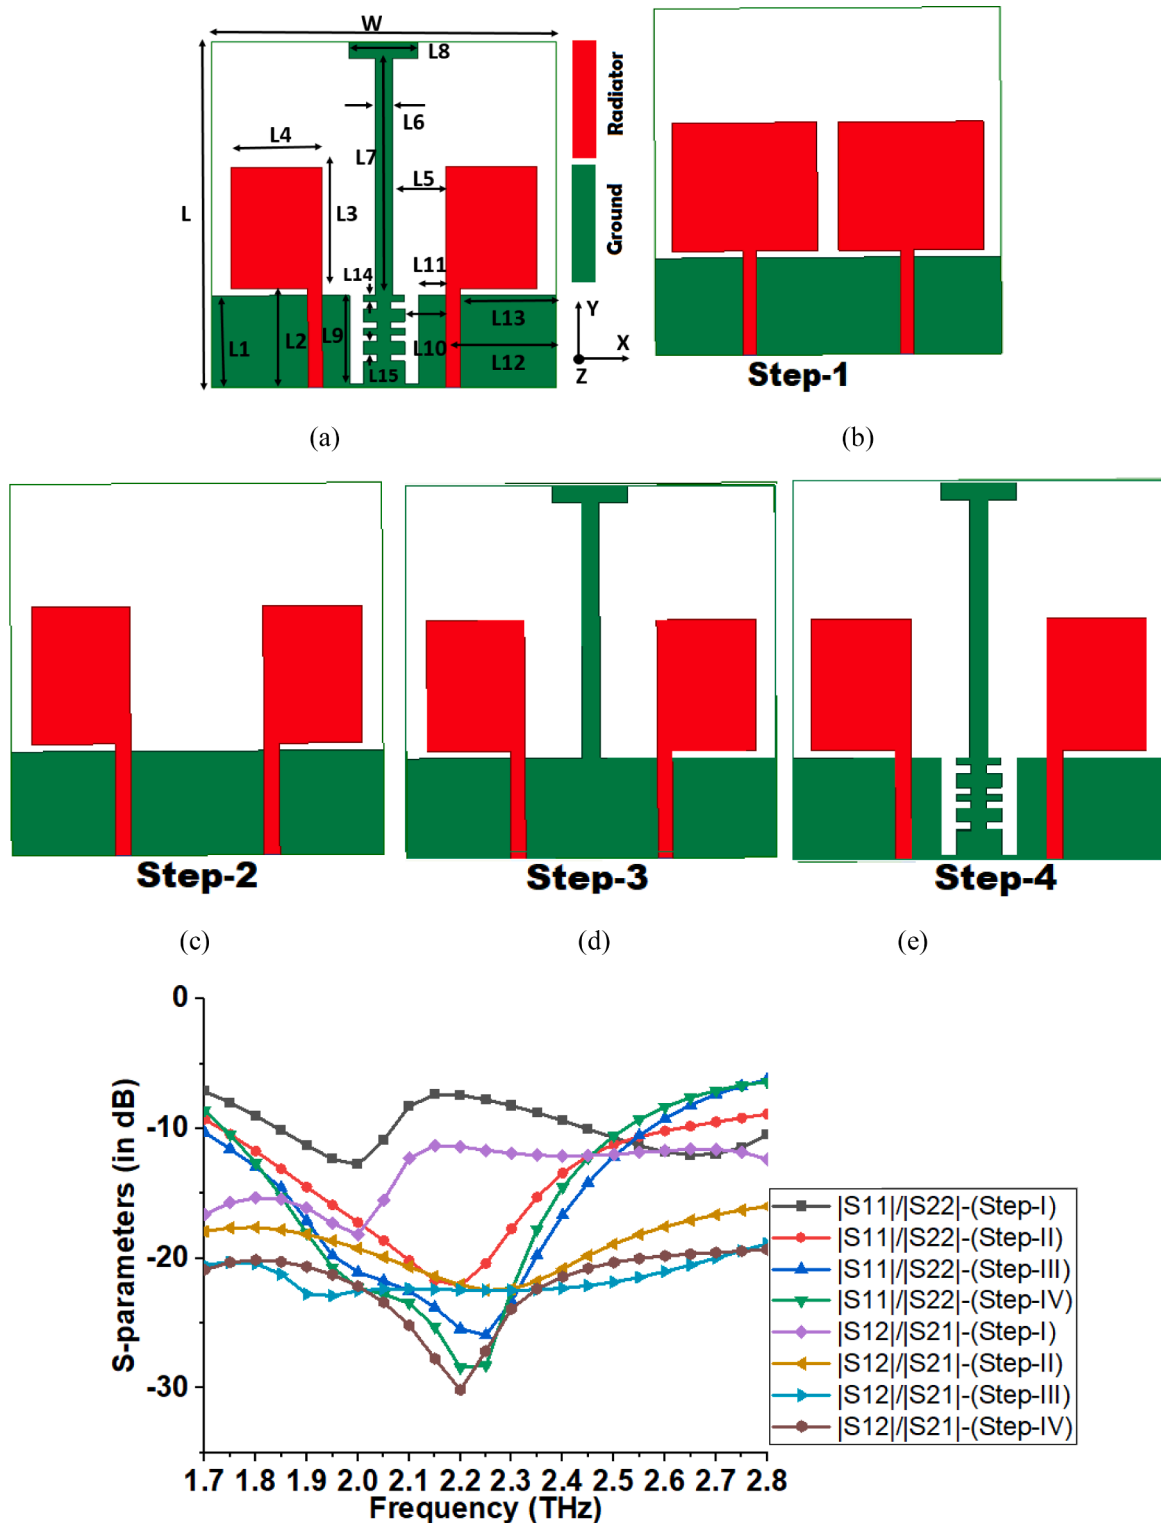 W
L8
L6
L4
L7
L5
L3
L
L14
L11
L13
L1
L2
L9
L10
L12
L15
Radiator
Ground
Y
X
Z
Step-1
(a)
(b)
Step-2
Step-3
Step-4
(c)
(d)
(e)
S-parameters (in dB)
0
-10
-20
-30
1.7 1.8 1.9 2.0 2.1 2.2 2.3 2.4 2.5 2.6 2.7 2.8
Frequency (THz)
|S11|/|S22|-(Step-I)
|S11|/|S22|-(Step-II)
|S11|/|S22|-(Step-III)
|S11|/|S22|-(Step-IV)
|S12|/|S21|-(Step-I)
|S12|/|S21|-(Step-II)
|S12|/|S21|-(Step-III)
|S12|/|S21|-(Step-IV)